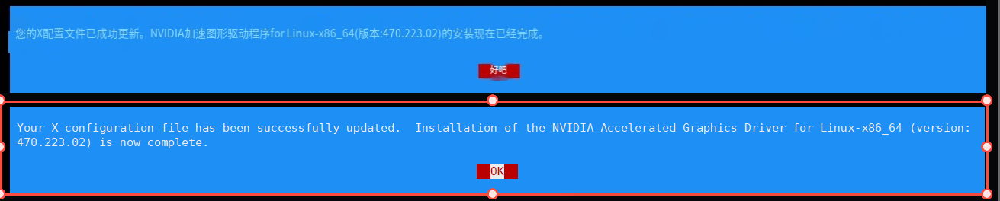 您的X配置文件已成功更新。NVIDIA加速图形驱动程序for Linux-x86_64(版本:470.223.02)的安装现在已经完成。
好吧
Your X configuration file has been successfully updated.  Installation of the NVIDIA Accelerated Graphics Driver for Linux-x86_64 (version:
470.223.02) is now complete.
OK